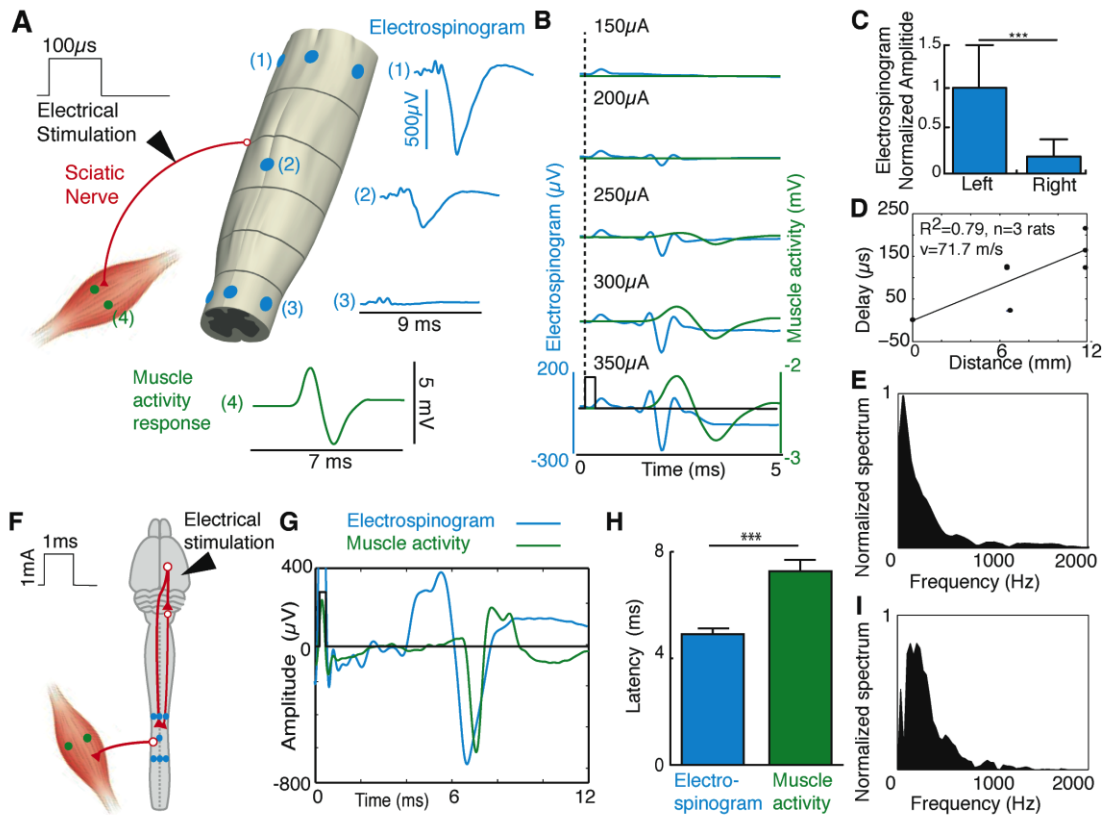 A
100µs
Electrical
Stimulation
Sciatic
Nerve
(1)
(2)
(3)
(4)
Electrospinogram
(1)
500µV
(2)
(3)
9 ms
Muscle
activity
response
(4)
5 mV
7 ms
B
150µA
200µA
250µA
300µA
350µA
Electrospinogram (µV)
200
-300
Muscle activity (mV)
-2
-3
0
Time (ms)
5
C
Electrospinogram
Normalized Amplitide
1.5
1
0.5
0
***
Left
Right
D
Delay (µs)
250
150
50
−50
R²=0.79, n=3 rats
v=71.7 m/s
0
6
12
Distance (mm)
E
Normalized spectrum
1
0
1000
2000
Frequency (Hz)
F
1ms
1mA
Electrical
stimulation
G
Electrospinogram
Muscle activity
Amplitude (µV)
400
0
-800
0
6
12
Time (ms)
H
Latency (ms)
8
4
0
***
Electro-
spinogram
Muscle
activity
I
Normalized spectrum
1
0
1000
2000
Frequency (Hz)